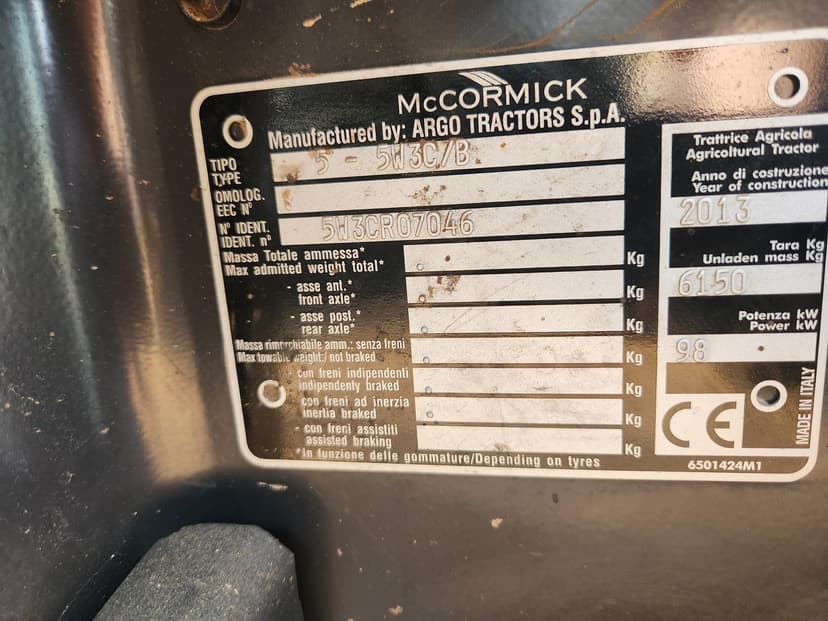 McCORMICK
Manufactured by: ARGO TRACTORS S.p.A.
TIPO
TYPE
5 - 5W3C/B
OMOLOG.
EEC N°
N° IDENT.
IDENT. n°
5W3CRO7046
Massa Totale ammessa*
Max admitted weight total*
Kg
- asse ant.*
front axle*
Kg
- asse post.*
rear axle*
Kg
Massa rimorchiabile amm.: senza freni
Max towable weight/ not braked
Kg
- con freni indipendenti
independenty braked
Kg
- con freni ad inerzia
inertia braked
Kg
- con freni assistiti
assisted braking
Kg
*In funzione delle gommature/Depending on tyres
Trattrice Agricola
Agricoltural Tractor
Anno di costruzione
Year of construction
2013
Tara Kg
Unladen mass Kg
6150
Potenza kW
Power kW
98
CE
MADE IN ITALY
6501424M1